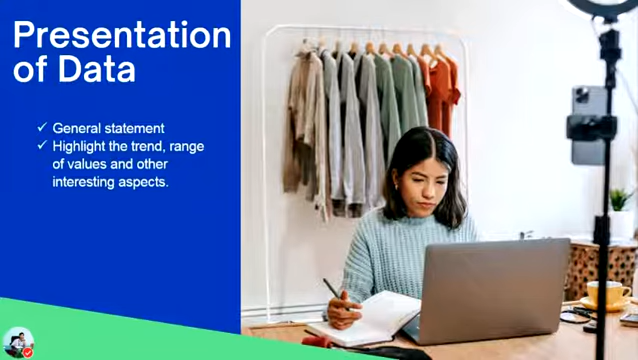 Presentation
of Data
✓ General statement
✓ Highlight the trend, range
of values and other
interesting aspects.